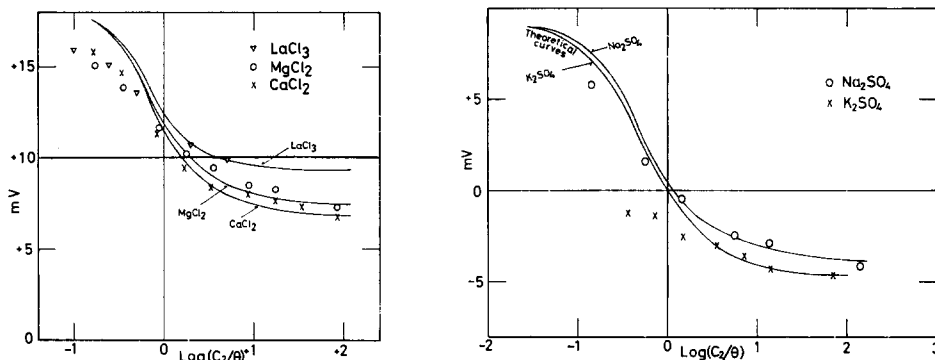 +15
+10
+5
0
mV
-1
0
+1
+2
Log(C₂/θ)
▽ LaCl₃
○ MgCl₂
× CaCl₂
LaCl₃
MgCl₂
CaCl₂
+5
0
-5
mV
-2
-1
0
1
2
3
Log(C₂/θ)
Theoretical
curves
Na₂SO₄
K₂SO₄
○ Na₂SO₄
× K₂SO₄